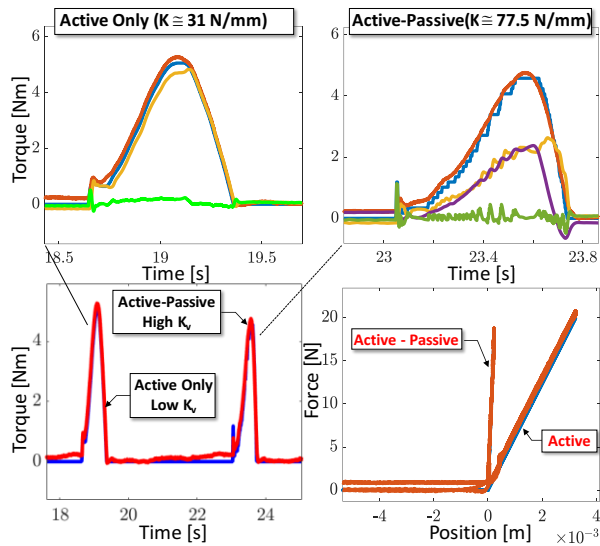 Active Only (K ≅ 31 N/mm)
Active-Passive(K ≅ 77.5 N/mm)
Torque [Nm]
6
4
2
0
18.5
19
19.5
Time [s]
6
4
2
0
23
23.4
23.8
Time [s]
Torque [Nm]
4
2
0
Active-Passive
High Kv
Active Only
Low Kv
18
20
22
24
Time [s]
Force [N]
20
15
10
5
0
Active - Passive
Active
-4
-2
0
2
4
Position [m]
×10⁻³